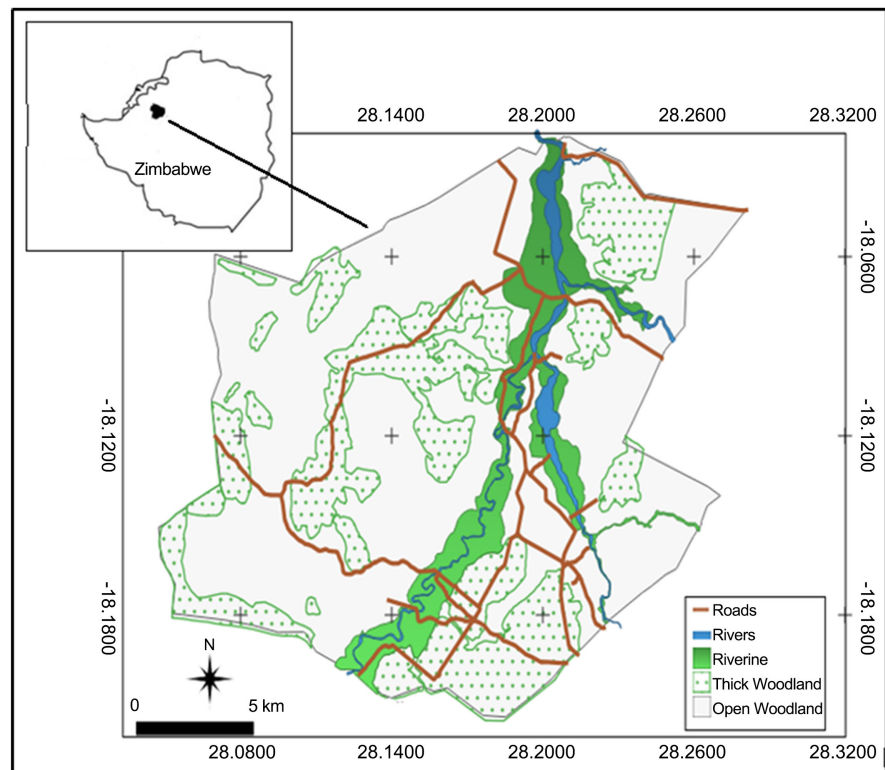 Zimbabwe
28.1400 28.2000 28.2600 28.3200
-18.0600
-18.1200
-18.1200
-18.1800
-18.1800
N
0 5 km
Roads
Rivers
Riverine
Thick Woodland
Open Woodland
28.0800 28.1400 28.2000 28.2600 28.3200